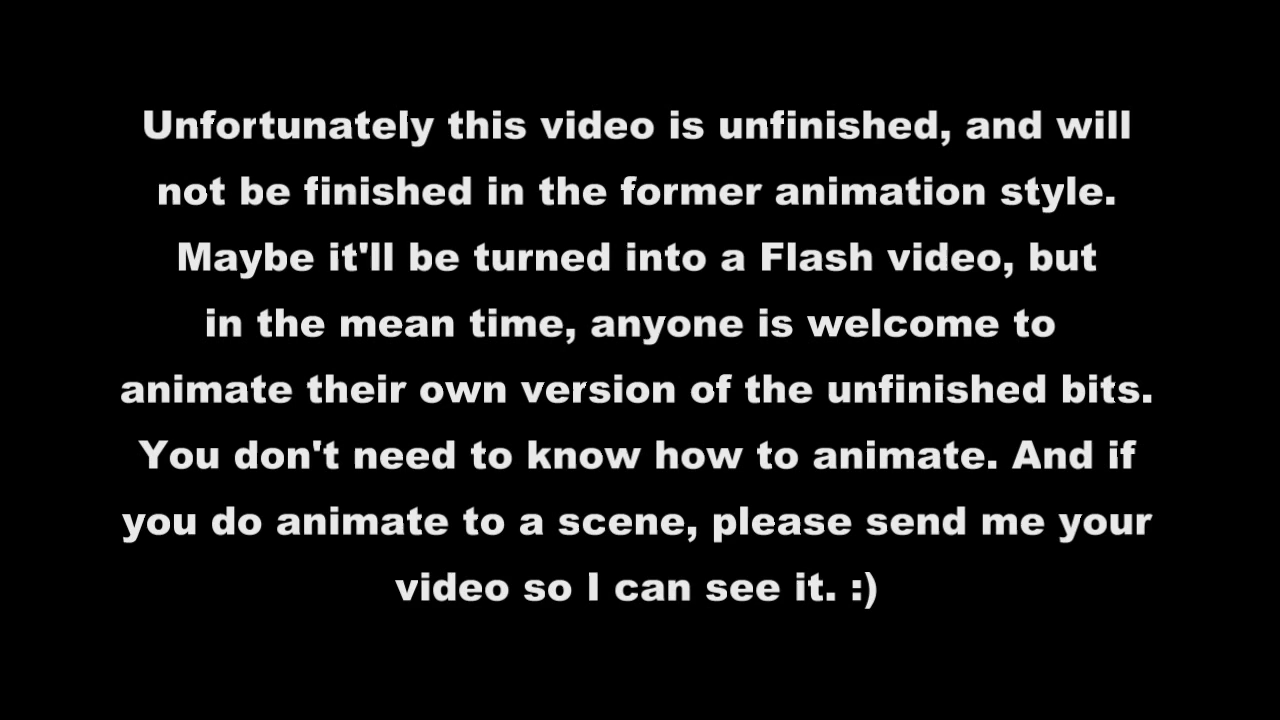 Unfortunately this video is unfinished, and will
not be finished in the former animation style.
Maybe it'll be turned into a Flash video, but
in the mean time, anyone is welcome to
animate their own version of the unfinished bits.
You don't need to know how to animate. And if
you do animate to a scene, please send me your
video so I can see it. :)